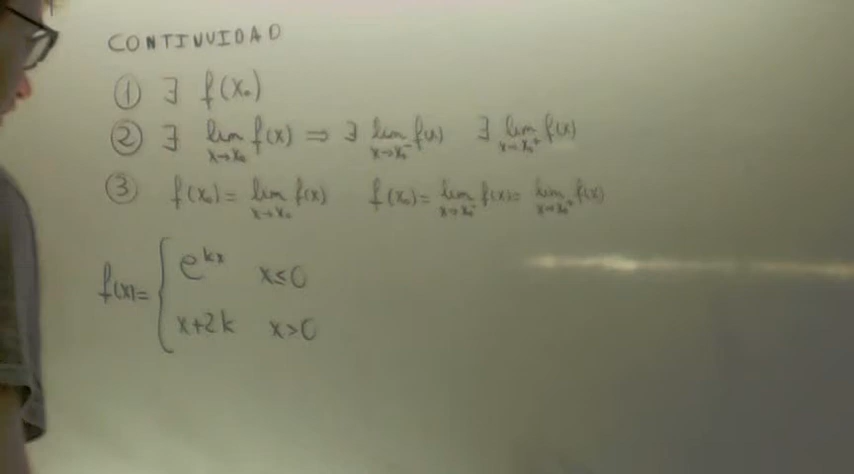 CONTINUIDAD
① ∃ f(x₀)
② ∃ lim x→x₀ f(x) ⇒ ∃ lim x→x₀⁻ f(x) ∃ lim x→x₀⁺ f(x)
③ f(x₀) = lim x→x₀ f(x) f(x₀) = lim x→x₀⁻ f(x) = lim x→x₀⁺ f(x)
f(x) = { e^{kx} x ≤ 0
x+2k x > 0